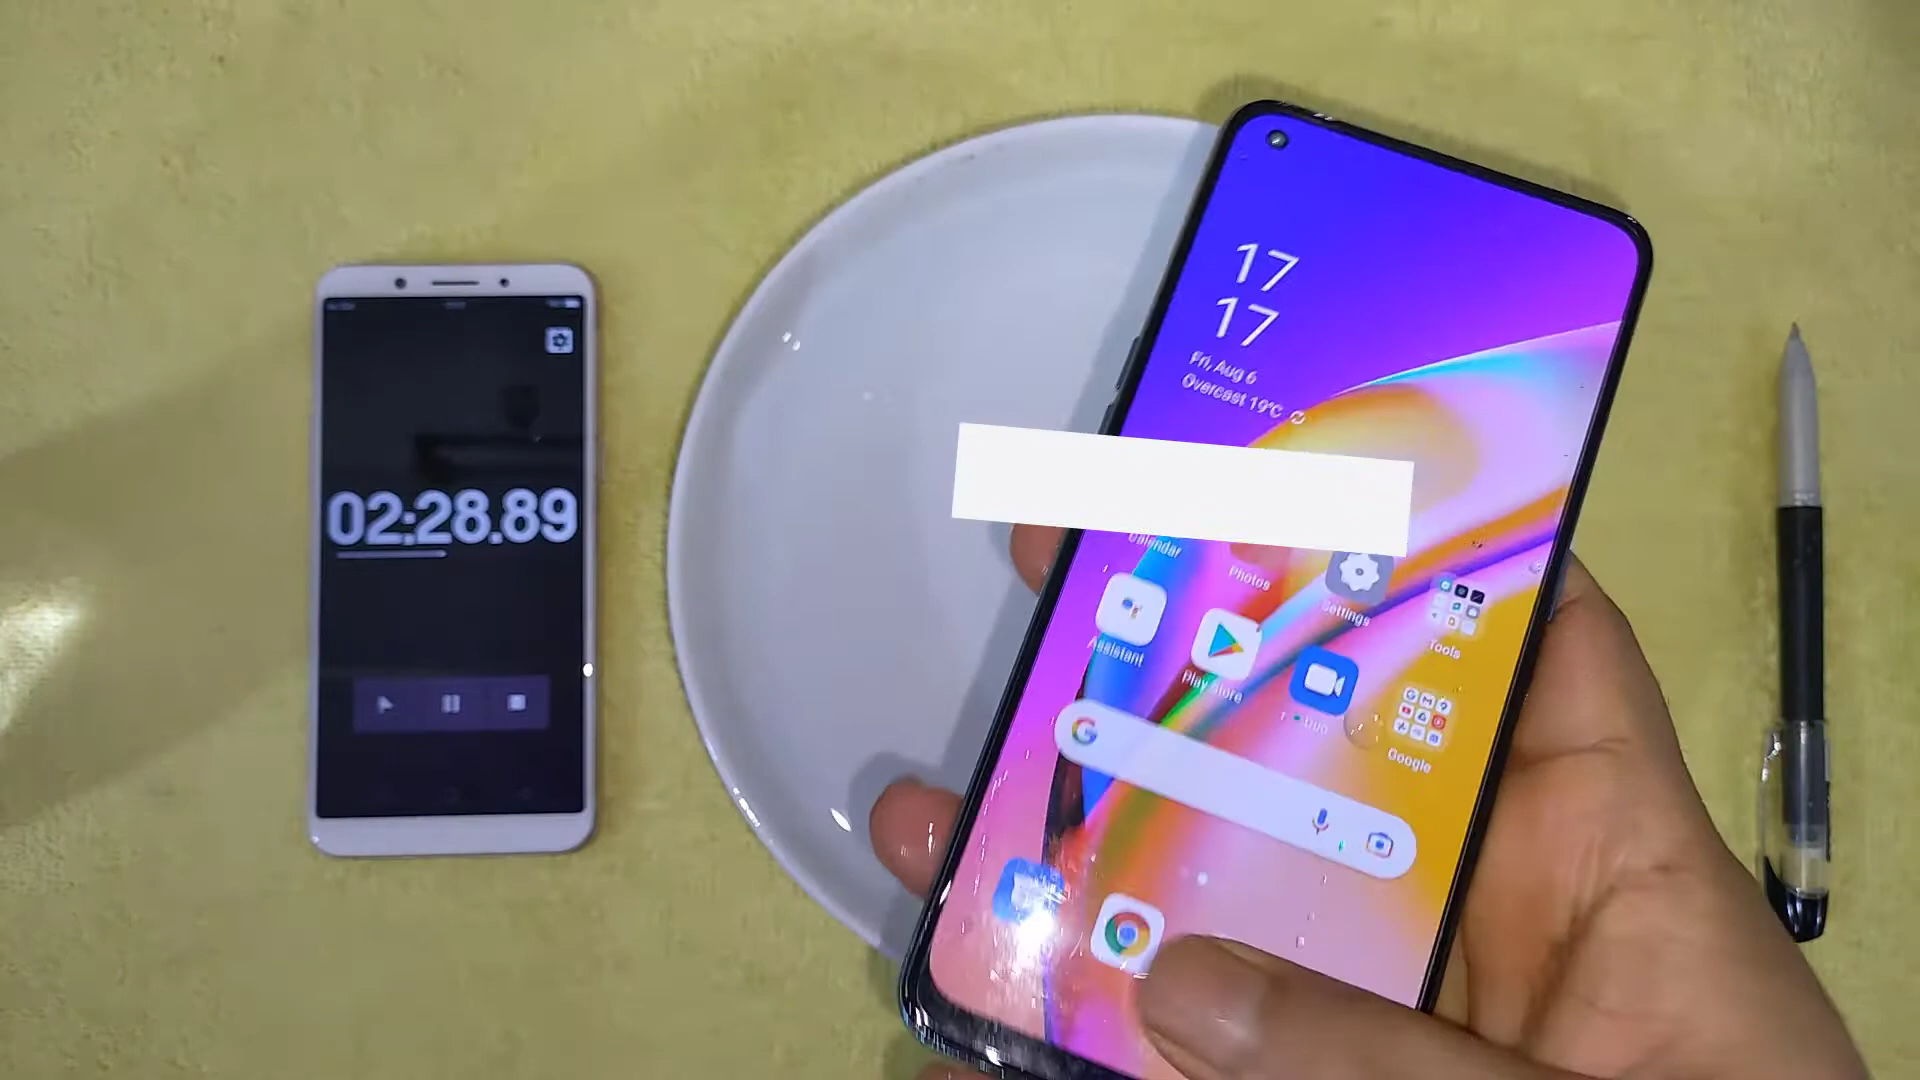 02:28.89
17
17
Fri, Aug 6
Overcast 19°C
Calendar
Photos
Settings
Tools
Assistant
Play Store
Duo
Google